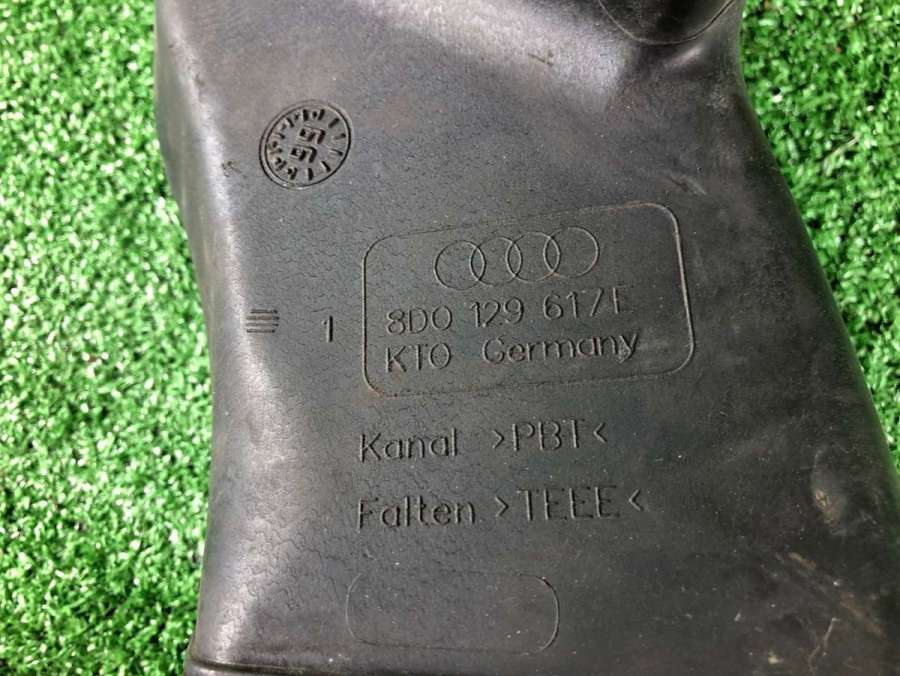 1
8D0 129 617E
KTO Germany
Kanal >PBT<
Falten >TEEE<